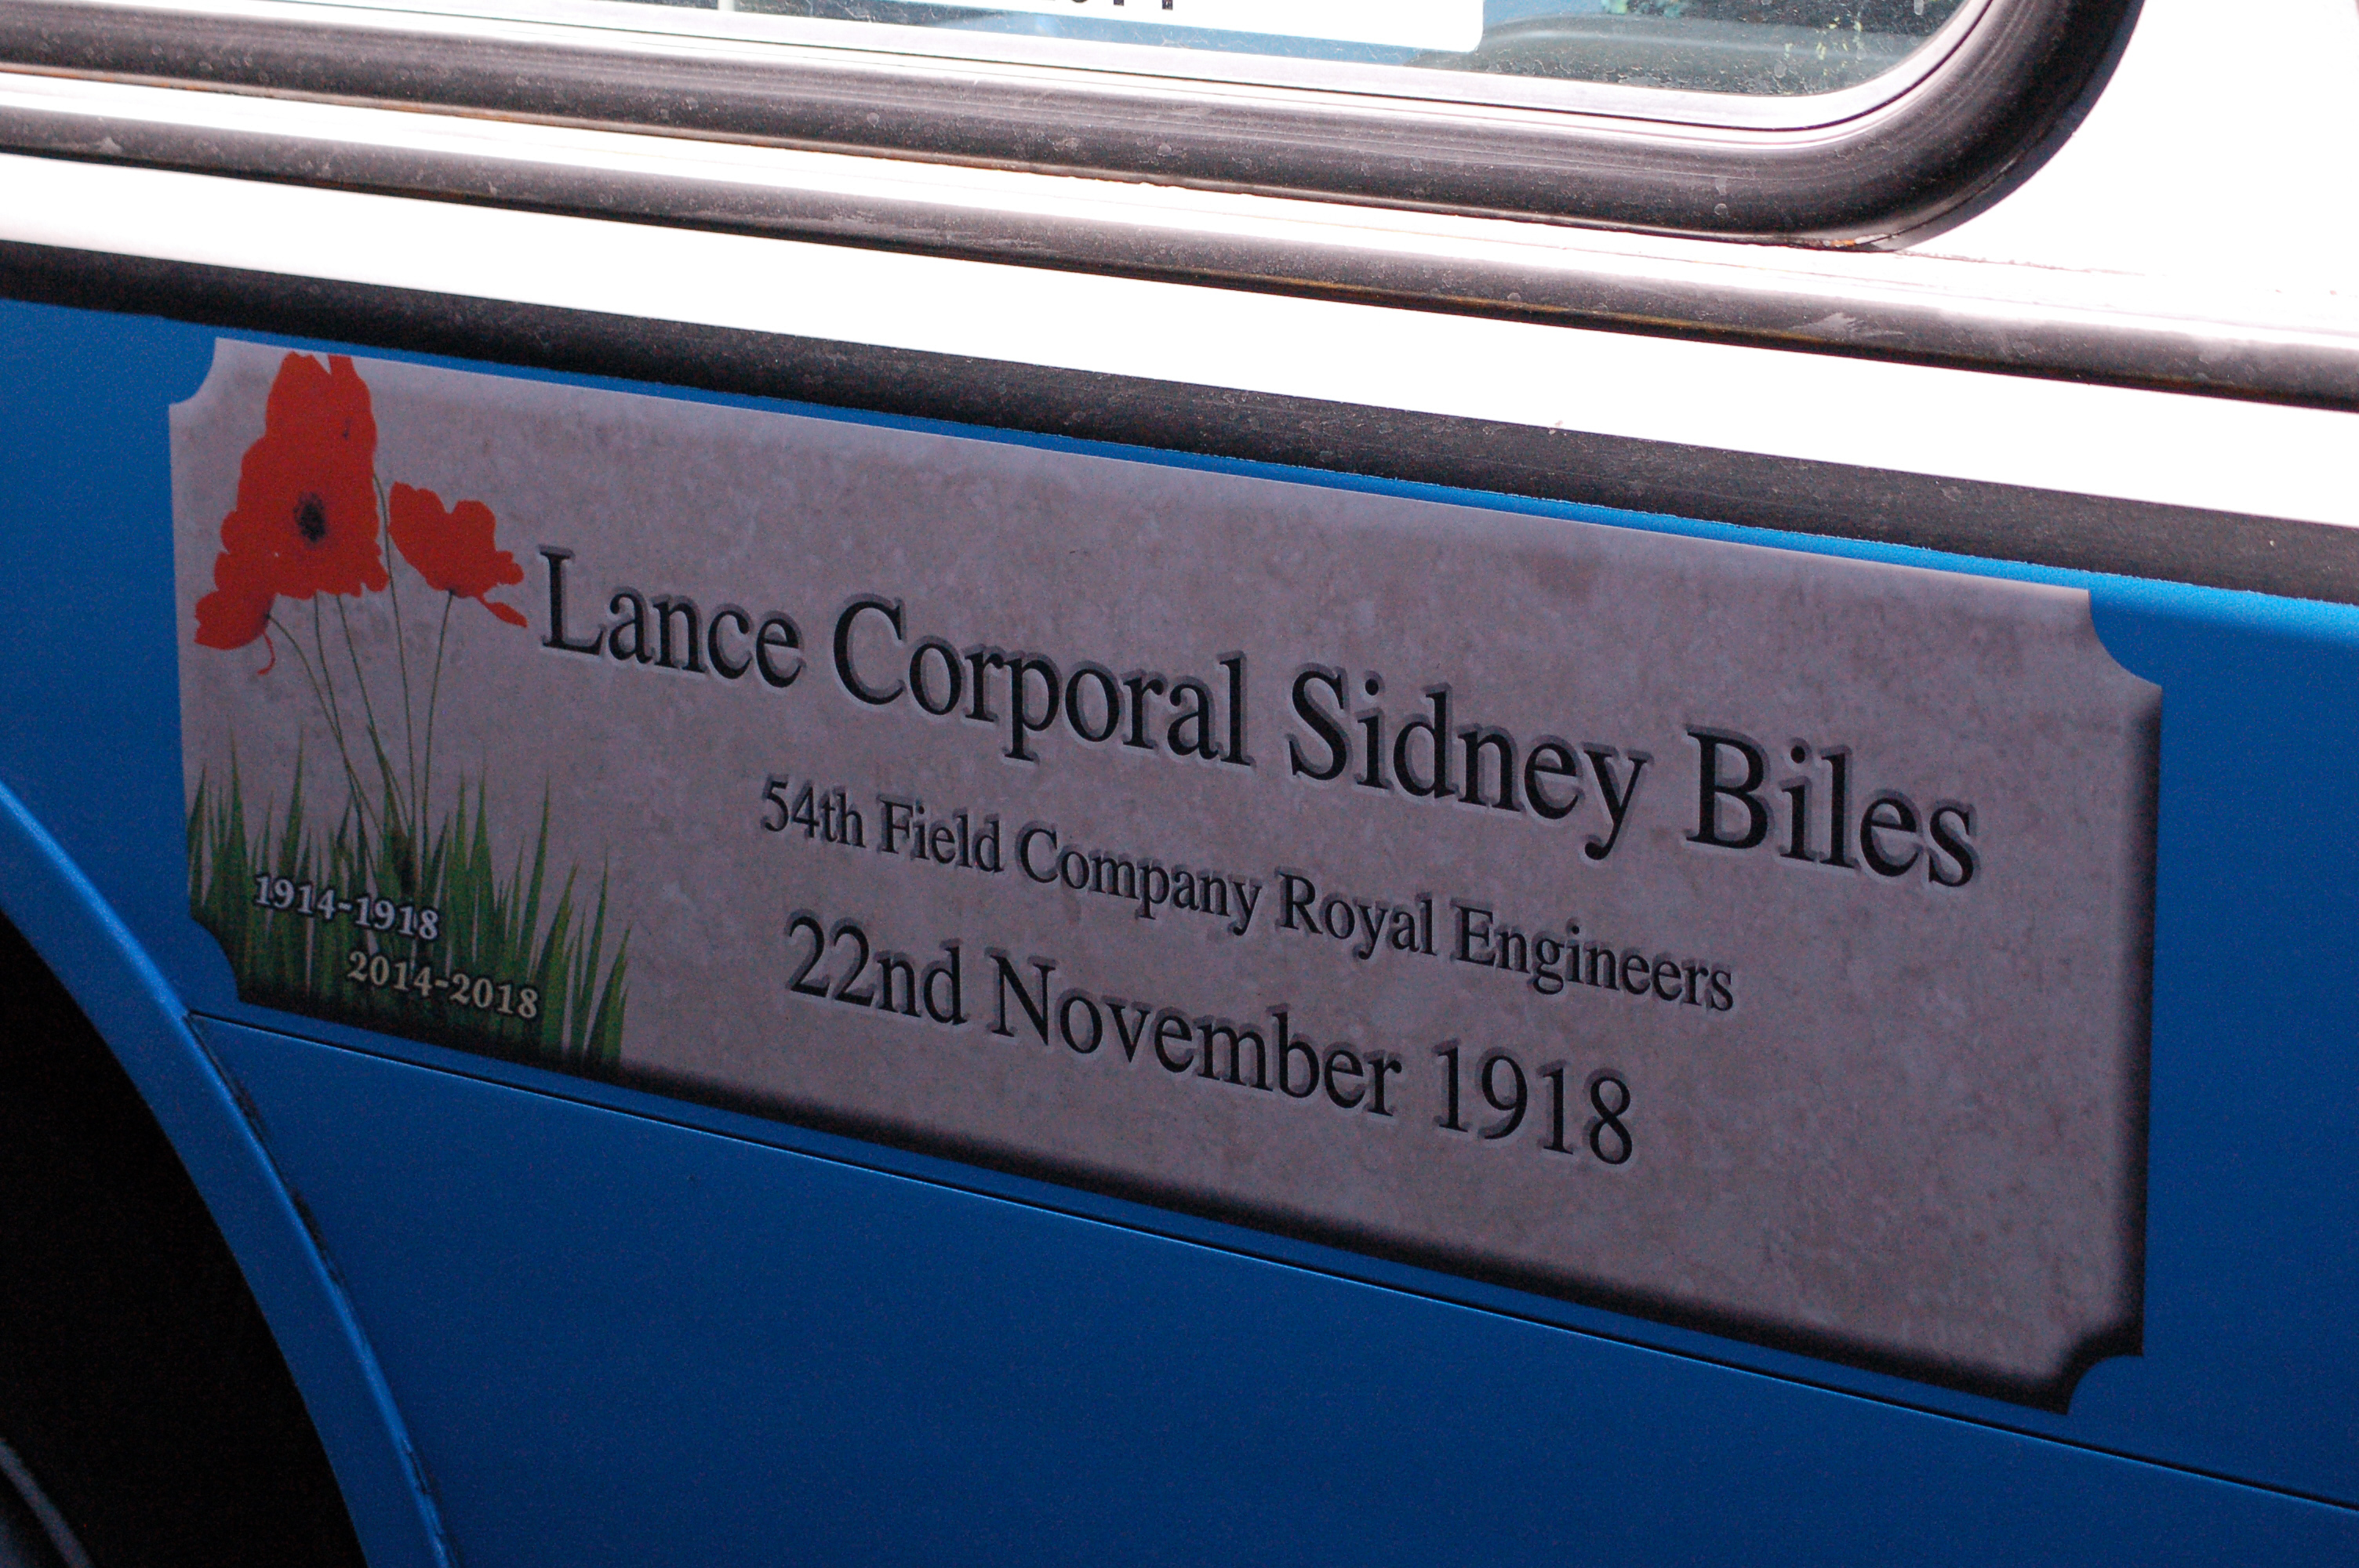 Lance Corporal Sidney Biles
54th Field Company Royal Engineers
22nd November 1918
1914-1918
2014-2018